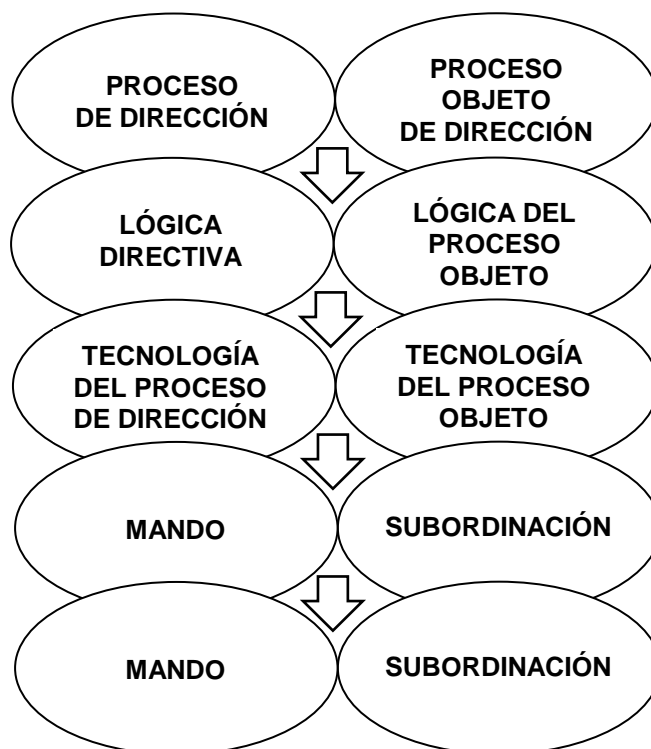 PROCESO
DE DIRECCIÓN
PROCESO
OBJETO
DE DIRECCIÓN
LÓGICA
DIRECTIVA
LÓGICA DEL
PROCESO
OBJETO
TECNOLOGÍA
DEL PROCESO
DE DIRECCIÓN
TECNOLOGÍA
DEL PROCESO
OBJETO
MANDO
SUBORDINACIÓN
MANDO
SUBORDINACIÓN